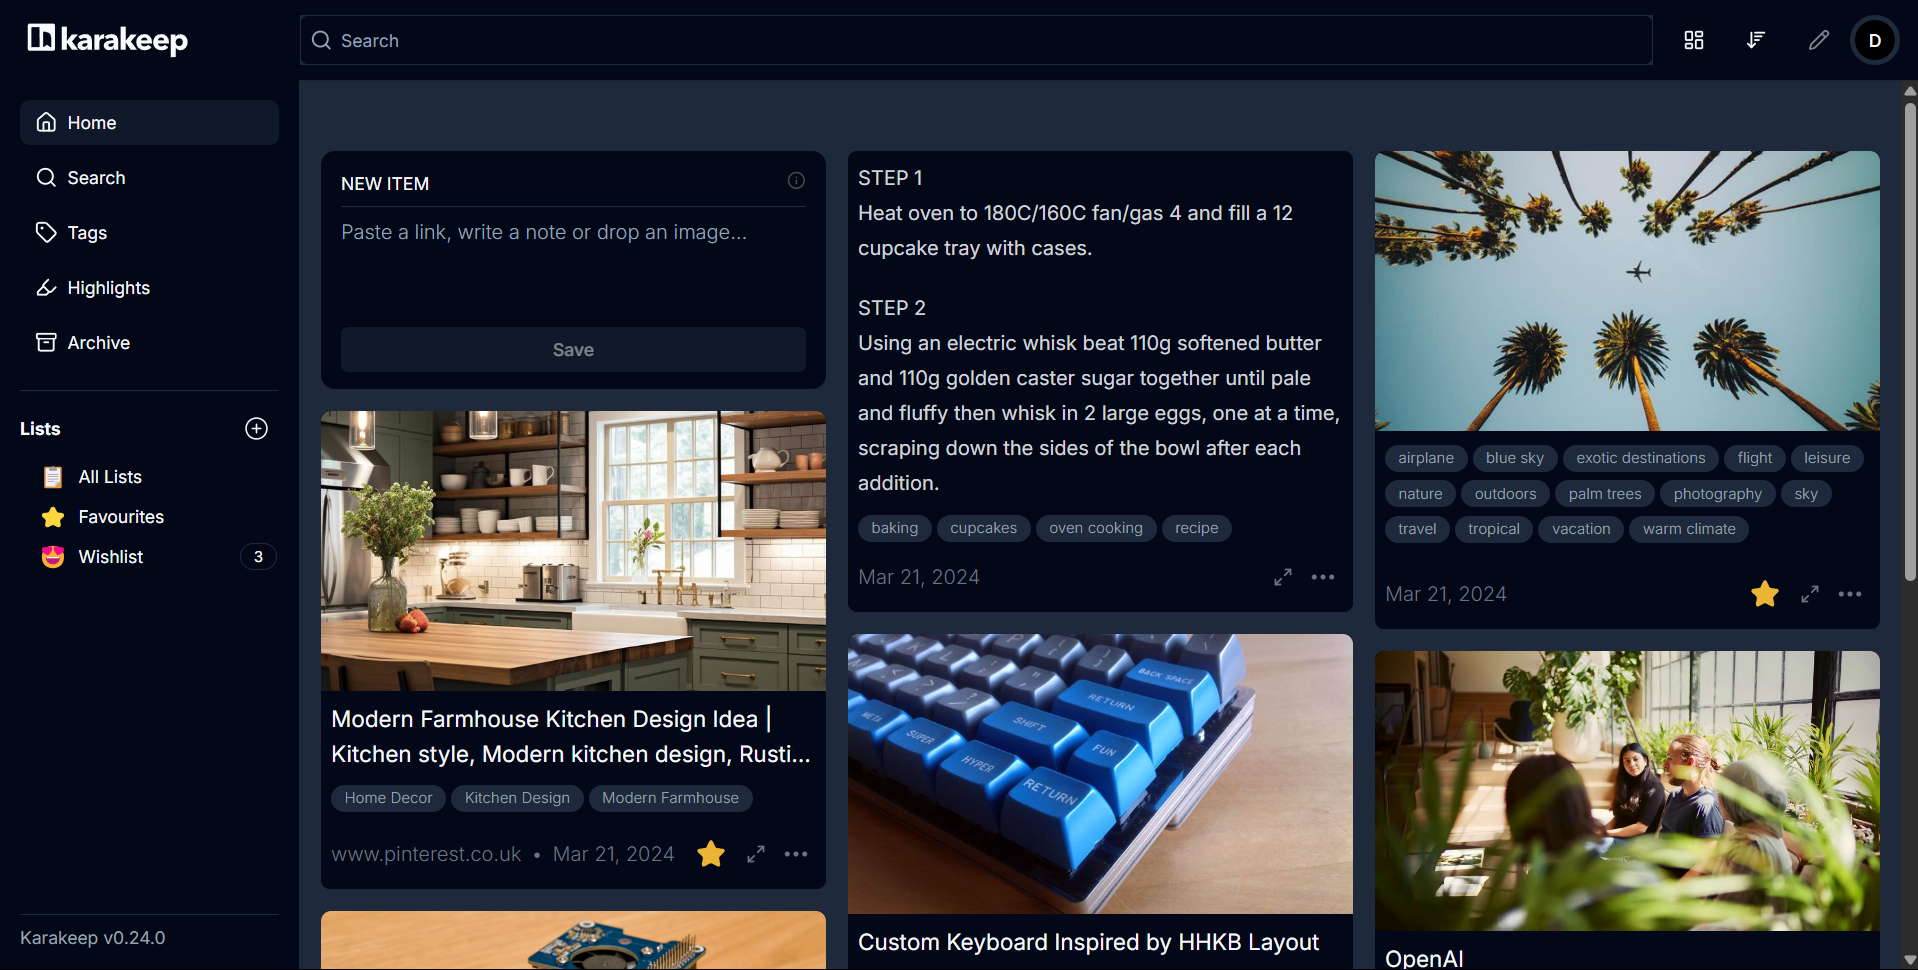 karakeep
Search
D
Home
Search
Tags
Highlights
Archive
Lists
All Lists
Favourites
Wishlist
3
Karakeep v0.24.0
NEW ITEM
Paste a link, write a note or drop an image...
Save
Modern Farmhouse Kitchen Design Idea |
Kitchen style, Modern kitchen design, Rusti...
Home Decor
Kitchen Design
Modern Farmhouse
www.pinterest.co.uk • Mar 21, 2024
STEP 1
Heat oven to 180C/160C fan/gas 4 and fill a 12
cupcake tray with cases.
STEP 2
Using an electric whisk beat 110g softened butter
and 110g golden caster sugar together until pale
and fluffy then whisk in 2 large eggs, one at a time,
scraping down the sides of the bowl after each
addition.
baking
cupcakes
oven cooking
recipe
Mar 21, 2024
BACK SPACE
RETURN
SHIFT
FUN
META
SUPER
HYPER
RETURN
Custom Keyboard Inspired by HHKB Layout
airplane
blue sky
exotic destinations
flight
leisure
nature
outdoors
palm trees
photography
sky
travel
tropical
vacation
warm climate
Mar 21, 2024
OpenAI